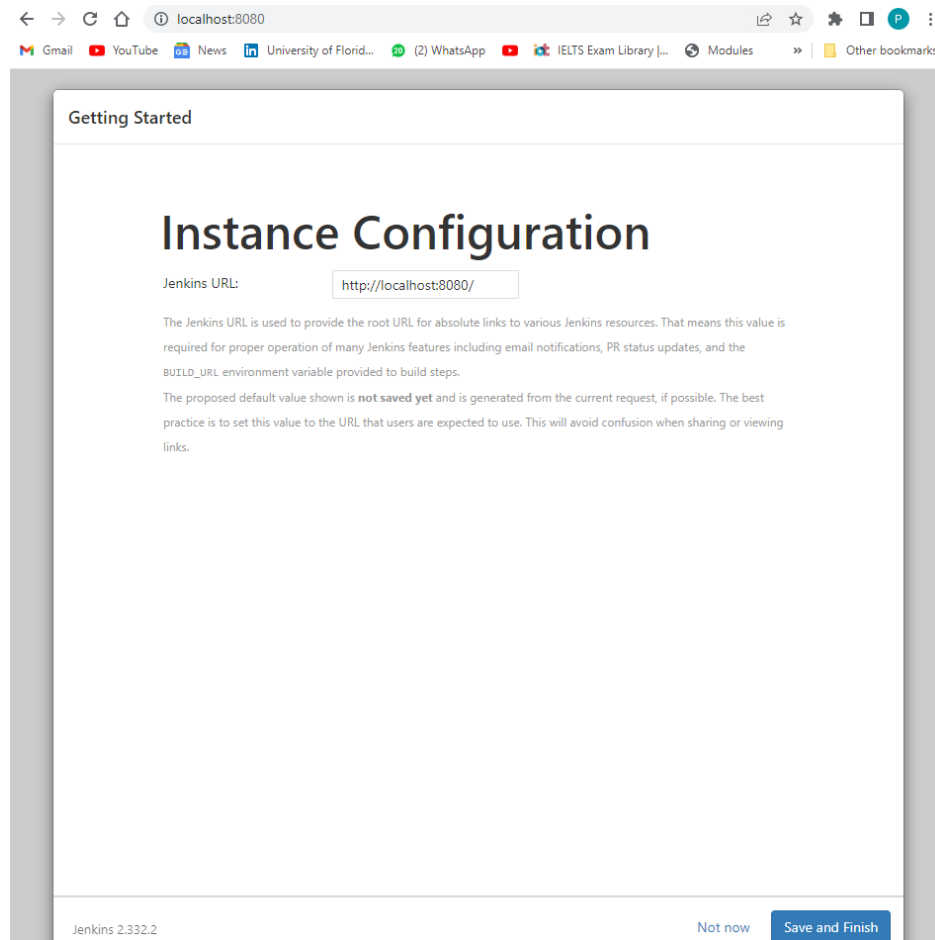 localhost:8080
P
Gmail YouTube News University of Florid... 20 (2) WhatsApp IELTS Exam Library |... Modules » Other bookmarks
Getting Started
Instance Configuration
Jenkins URL: http://localhost:8080/
The Jenkins URL is used to provide the root URL for absolute links to various Jenkins resources. That means this value is
required for proper operation of many Jenkins features including email notifications, PR status updates, and the
BUILD_URL environment variable provided to build steps.
The proposed default value shown is not saved yet and is generated from the current request, if possible. The best
practice is to set this value to the URL that users are expected to use. This will avoid confusion when sharing or viewing
links.
Jenkins 2.332.2 Not now Save and Finish